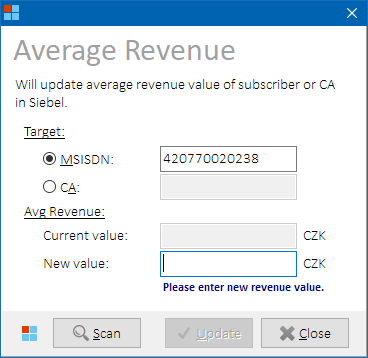 Average Revenue
Will update average revenue value of subscriber or CA
in Siebel.
Target:
MSISDN: 420770020238
CA:
Avg Revenue:
Current value: CZK
New value: CZK
Please enter new revenue value.
Scan Update Close